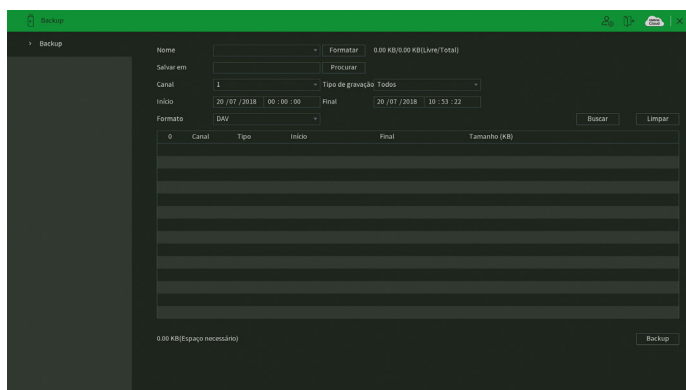 Backup
Backup
Nome Formatar 0.00 KB/0.00 KB(Livre/Total)
Salvar em Procurar
Canal 1 Tipo de gravação Todos
Início 20 /07 /2018 00 : 00 : 00 Final 20 /07 /2018 10 : 53 : 22
Formato DAV Buscar Limpar
0 Canal Tipo Início Final Tamanho (KB)
0.00 KB(Espaço necessário) Backup